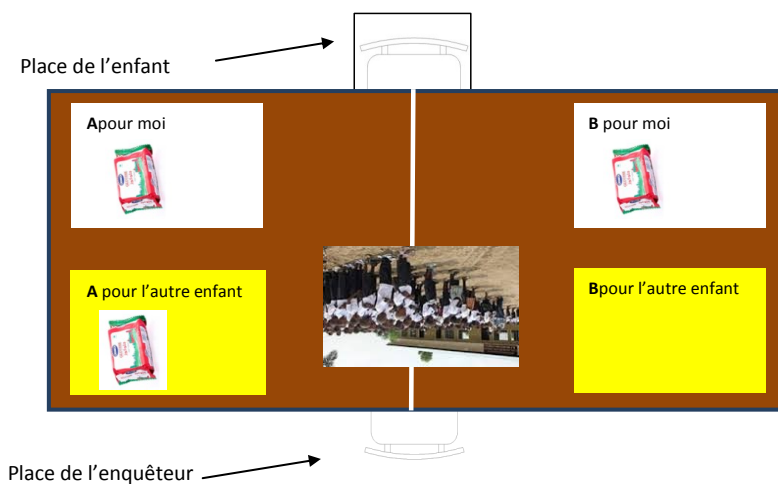 Place de l’enfant
Apour moi
B pour moi
A pour l’autre enfant
Bpour l’autre enfant
Place de l’enquêteur